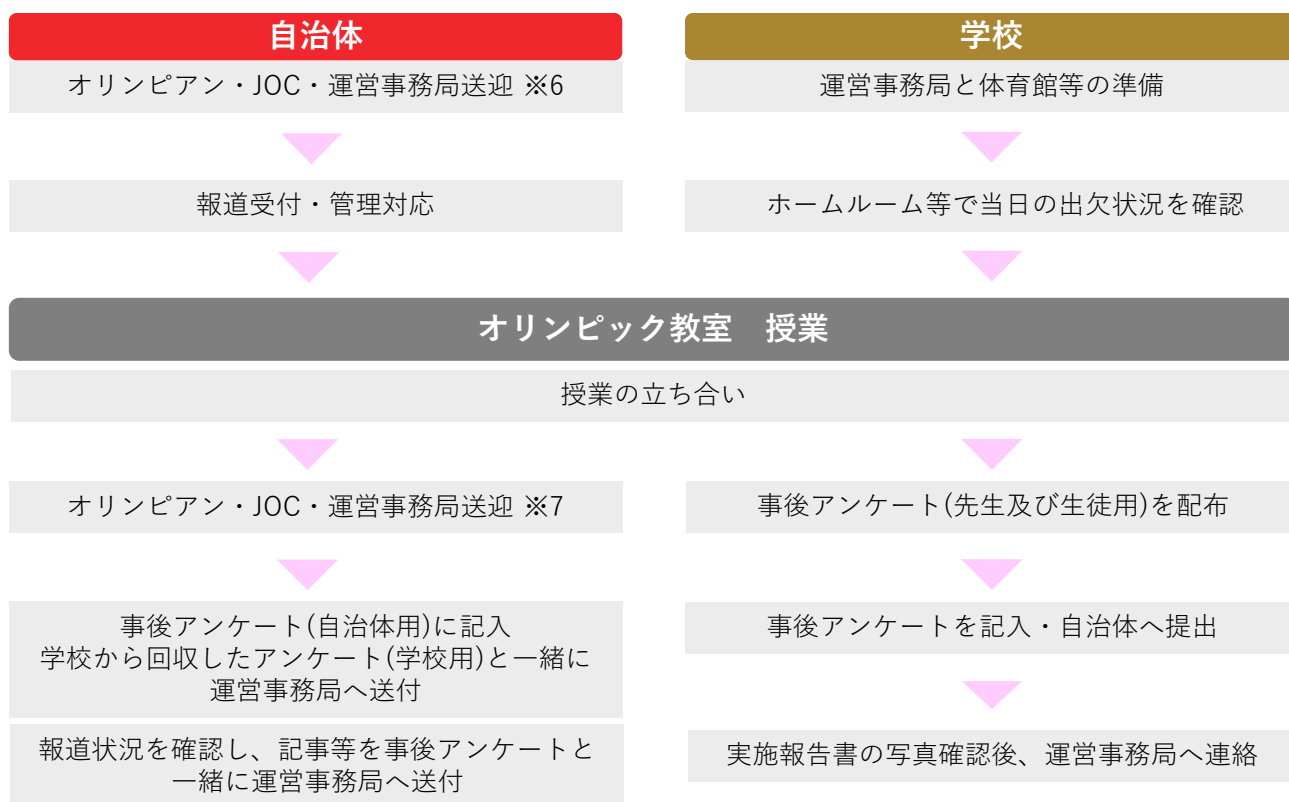 自治体
オリンピアン・JOC・運営事務局送迎 ※6
報道受付・管理対応
学校
運営事務局と体育館等の準備
ホームルーム等で当日の出欠状況を確認
オリンピック教室　授業
授業の立ち合い
オリンピアン・JOC・運営事務局送迎 ※7
事後アンケート(自治体用)に記入
学校から回収したアンケート(学校用)と一緒に
運営事務局へ送付
報道状況を確認し、記事等を事後アンケートと
一緒に運営事務局へ送付
事後アンケート(先生及び生徒用)を配布
事後アンケートを記入・自治体へ提出
実施報告書の写真確認後、運営事務局へ連絡